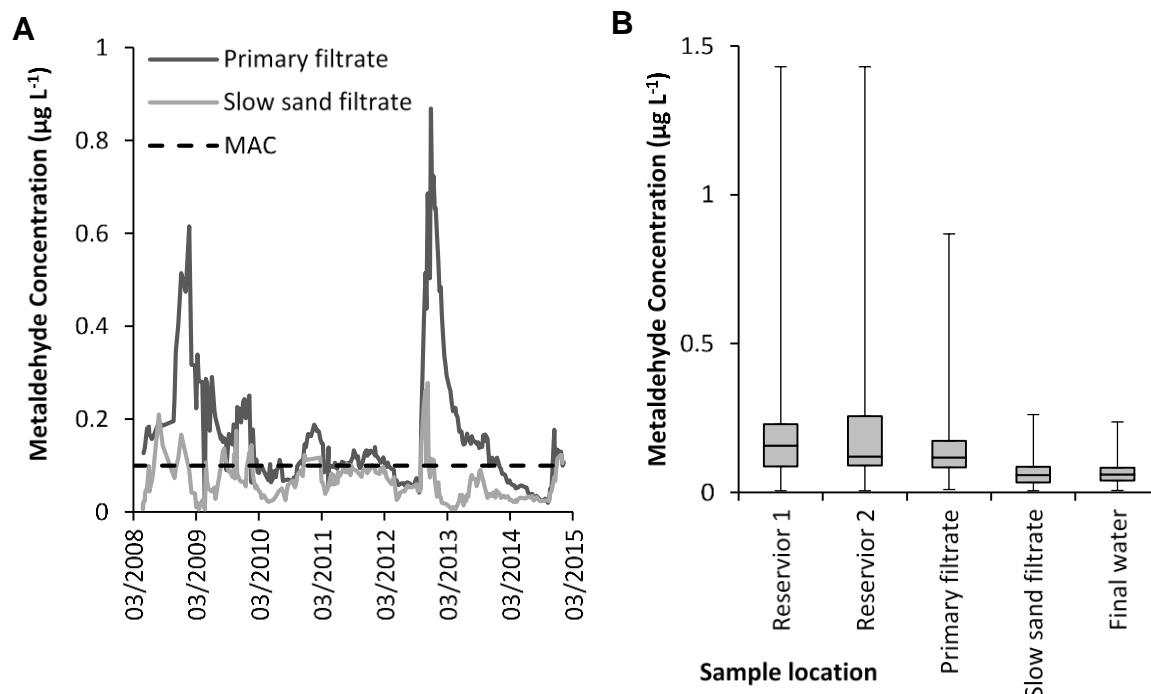 A
Metaldehyde Concentration (µg L-1)
1
0.8
0.6
0.4
0.2
0
Primary filtrate
Slow sand filtrate
MAC
03/2008
03/2009
03/2010
03/2011
03/2012
03/2013
03/2014
03/2015
B
Metaldehyde Concentration (µg L-1)
1.5
1
0.5
0
Reservior 1
Reservior 2
Primary filtrate
Slow sand filtrate
Final water
Sample location